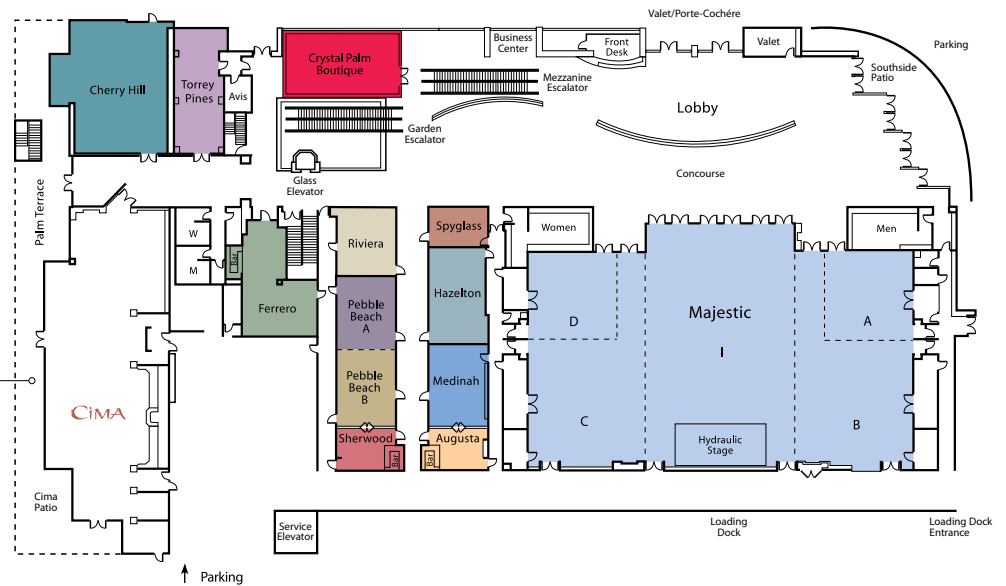 Valet/Porte-Cochére
Business
Center
Front
Desk
Valet
Parking
Crystal Palm
Boutique
Southside
Patio
Mezzanine
Escalator
Cherry Hill
Torrey
Pines
Avis
Lobby
Garden
Escalator
Glass
Elevator
Concourse
Palm Terrace
W
M
Bar
Ferrero
Riviera
Pebble
Beach
A
Pebble
Beach
B
Sherwood
Bar
Spyglass
Hazelton
Medinah
Augusta
Bar
Women
Men
Majestic
D
A
I
C
B
Hydraulic
Stage
CiMA
Cima
Patio
Service
Elevator
Loading
Dock
Loading Dock
Entrance
Parking